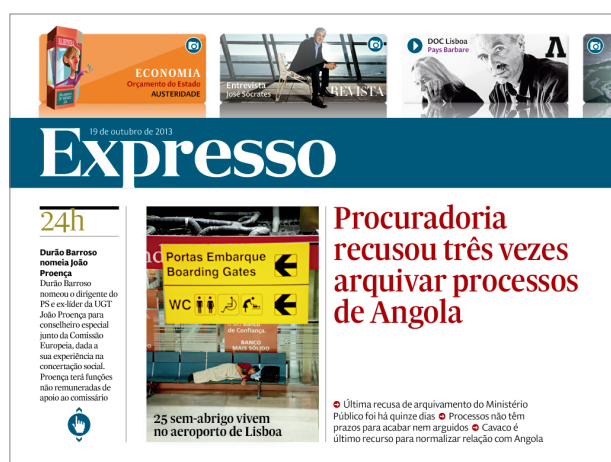 ECONOMIA
Orçamento do Estado
AUSTERIDADE
Entrevista
José Sócrates
REVISTA
DOC Lisboa
Pays Barbare
19 de outubro de 2013
Expresso
24h
Durão Barroso
nomeia João
Proença
Durão Barroso
nomeou o dirigente do
PS e ex-líder da UGT
João Proença para
conselheiro especial
junto da Comissão
Europeia, dada a
sua experiência na
concertação social.
Proença terá funções
não remuneradas de
apoio ao comissário
Portas Embarque
Boarding Gates
WC
Banco
de Confiança.
BANCO
MAIS SÓLIDO
25 sem-abrigo vivem
no aeroporto de Lisboa
Procuradoria
recusou três vezes
arquivar processos
de Angola
Última recusa de arquivamento do Ministério
Público foi há quinze dias Processos não têm
prazos para acabar nem arguidos Cavaco é
último recurso para normalizar relação com Angola